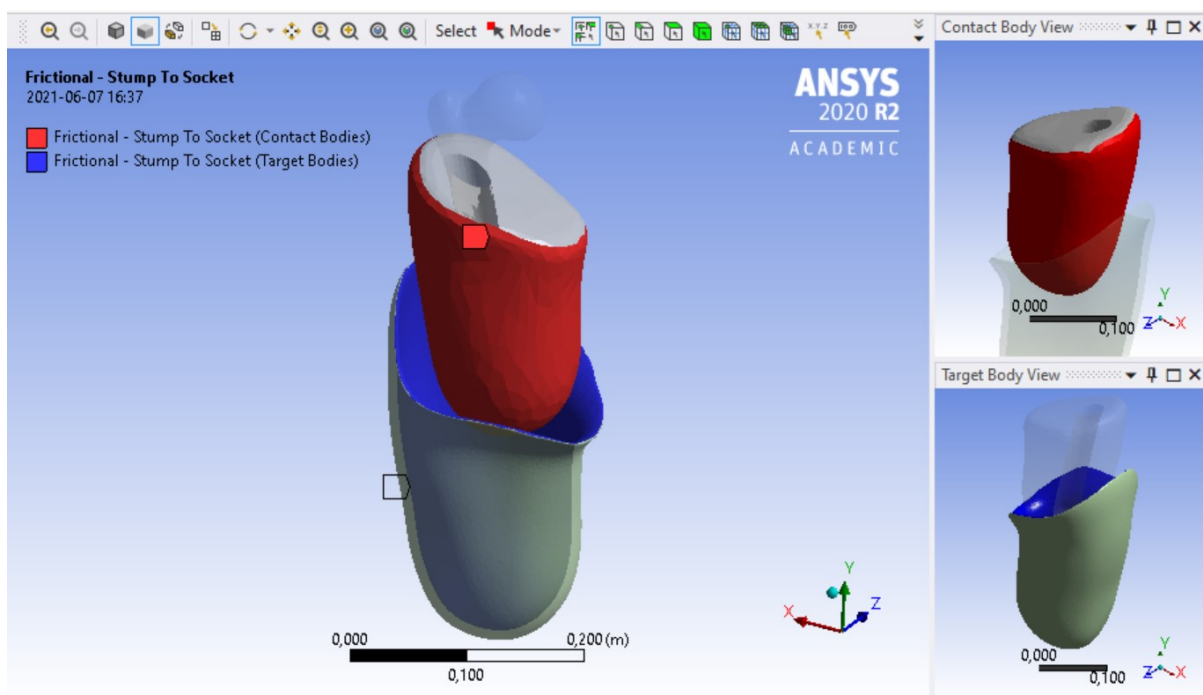 Select Mode
Contact Body View
Frictional - Stump To Socket
2021-06-07 16:37
Frictional - Stump To Socket (Contact Bodies)
Frictional - Stump To Socket (Target Bodies)
ANSYS
2020 R2
ACADEMIC
0,000
0,100
Y
Z
X
Target Body View
0,000
0,100
Y
Z
X
Y
X
Z
0,000
0,200 (m)
0,100